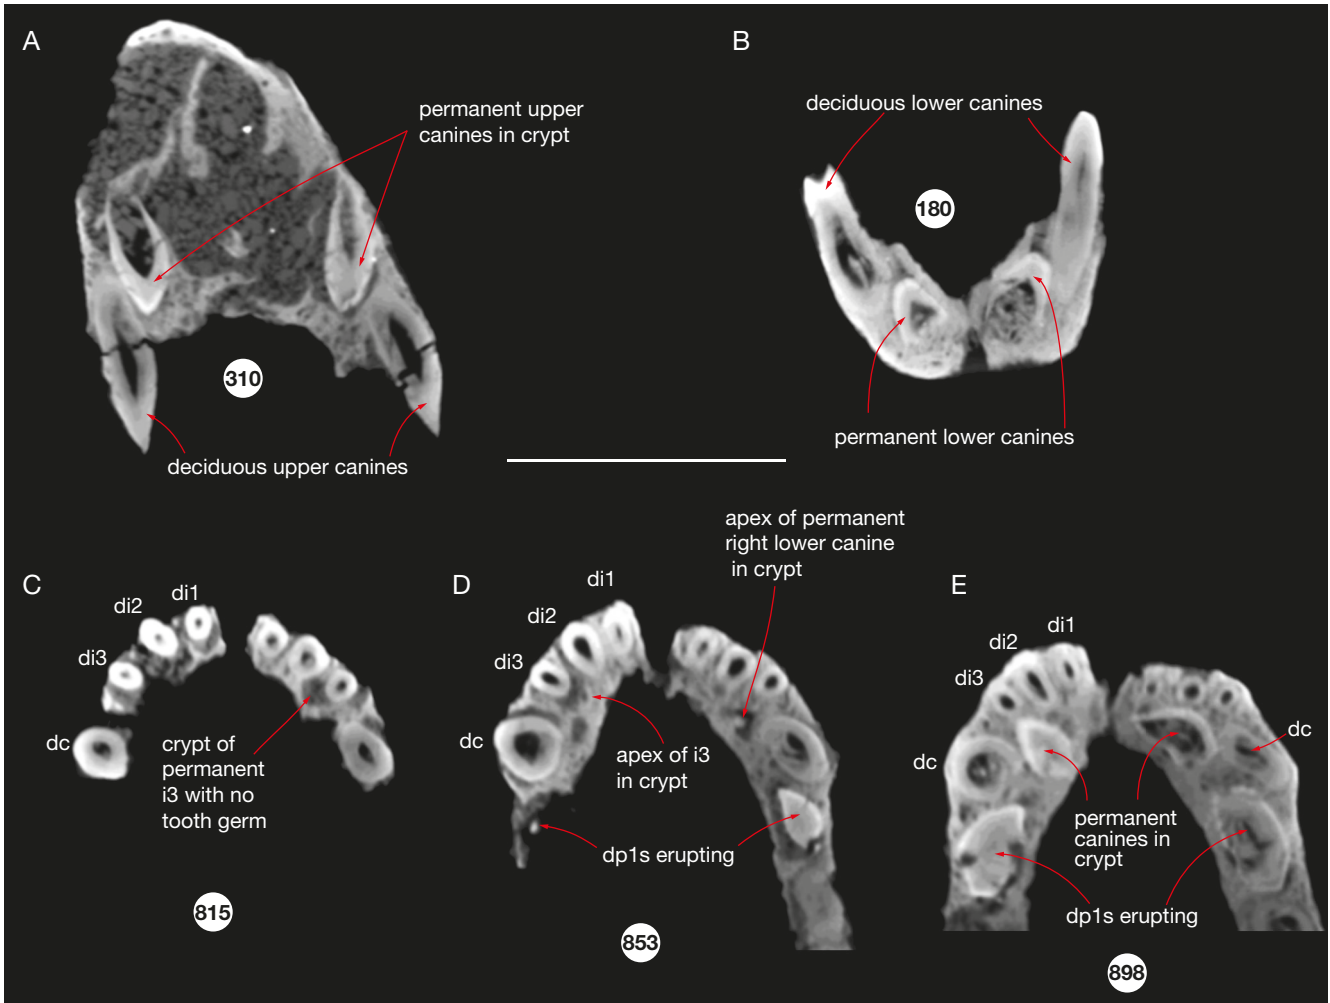 A
permanent upper
canines in crypt
310
deciduous upper canines
B
deciduous lower canines
180
permanent lower canines
C
di1
di2
di3
dc
crypt of
permanent
i3 with no
tooth germ
815
D
di1
di2
di3
dc
apex of permanent
right lower canine
in crypt
apex of i3
in crypt
dp1s erupting
853
E
di1
di2
di3
dc
dc
permanent
canines in
crypt
dp1s erupting
898